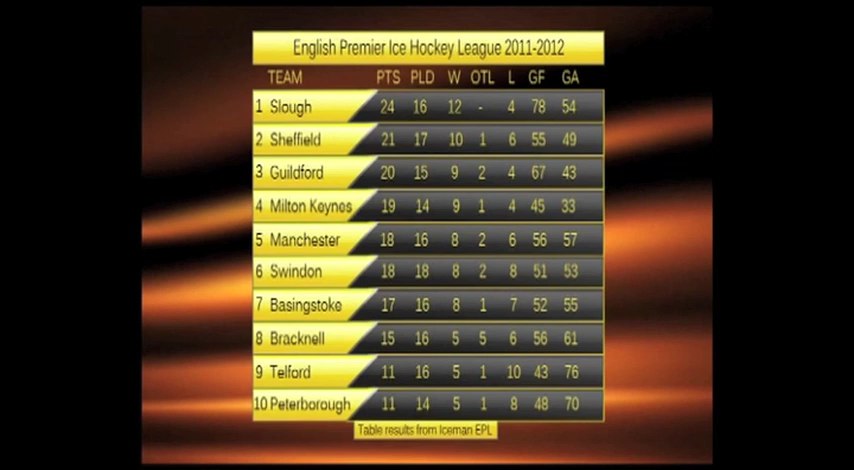 English Premier Ice Hockey League 2011-2012
TEAM PTS PLD W OTL L GF GA
1 Slough 24 16 12 - 4 78 54
2 Sheffield 21 17 10 1 6 55 49
3 Guildford 20 15 9 2 4 67 43
4 Milton Keynes 19 14 9 1 4 45 33
5 Manchester 18 16 8 2 6 56 57
6 Swindon 18 18 8 2 8 51 53
7 Basingstoke 17 16 8 1 7 52 55
8 Bracknell 15 16 5 5 6 56 61
9 Telford 11 16 5 1 10 43 76
10 Peterborough 11 14 5 1 8 48 70
Table results from Iceman EPL